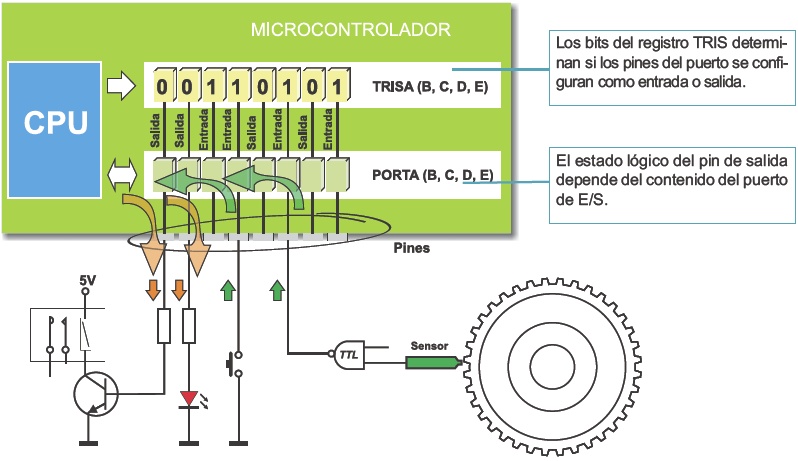 MICROCONTROLADOR
CPU
0 0 1 1 0 1 0 1
TRISA (B, C, D, E)
Salida
Salida
Entrada
Entrada
Salida
Entrada
Salida
Entrada
PORTA (B, C, D, E)
Pines
Los bits del registro TRIS determi-
nan si los pines del puerto se confi-
guran como entrada o salida.
El estado lógico del pin de salida
depende del contenido del puerto
de E/S.
5V
TTL
Sensor